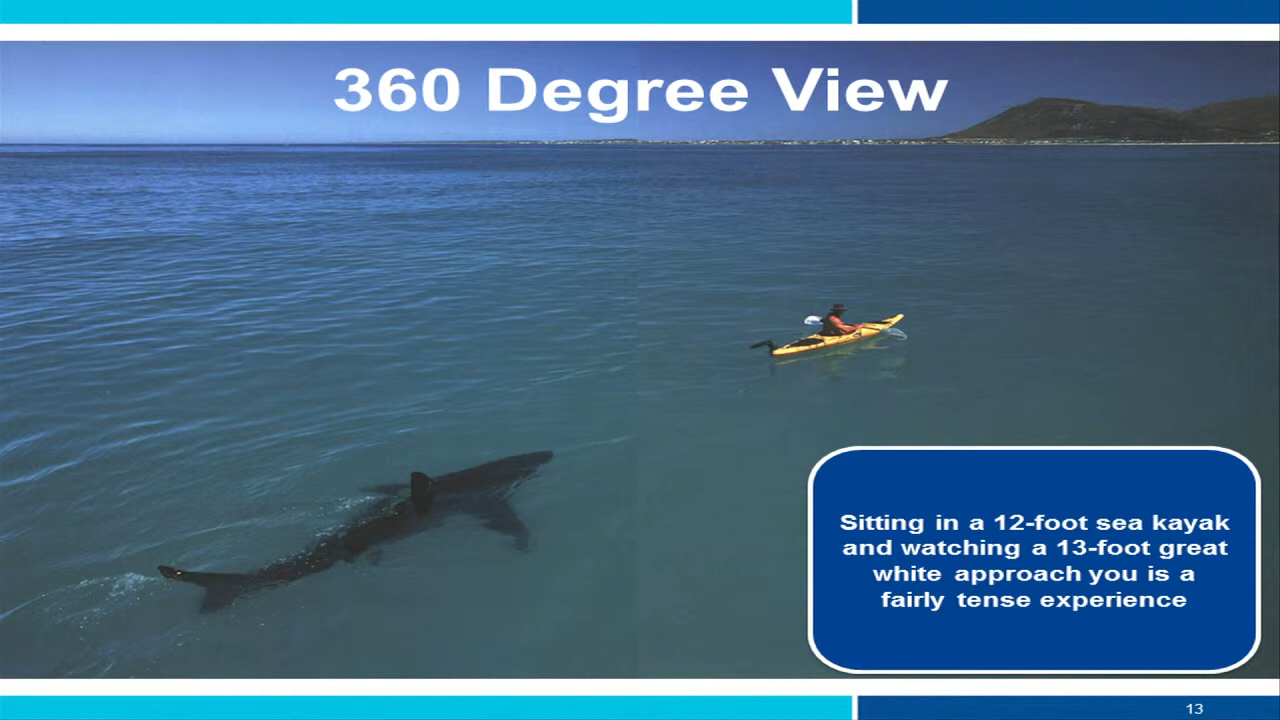 360 Degree View
Sitting in a 12-foot sea kayak
and watching a 13-foot great
white approach you is a
fairly tense experience
13